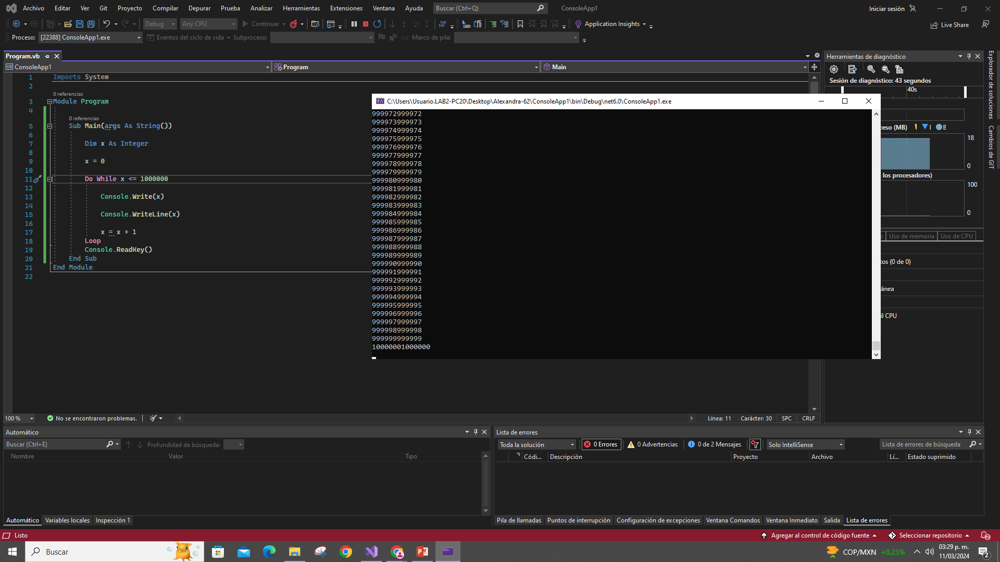 Archivo Editar Ver Git Proyecto Compilar Depurar Prueba Analizar Herramientas Extensiones Ventana Ayuda Buscar (Ctrl+Q) ConsoleApp1 Iniciar sesión
Debug Any CPU Continuar Application Insights Live Share
Proceso: [22388] ConsoleApp1.exe Eventos del ciclo de vida Subproceso: Marco de pila:
Program.vb
VB ConsoleApp1 Program Main
1 Imports System
2
0 referencias
3 Module Program
4
0 referencias
5 Sub Main(args As String())
6
7 Dim x As Integer
8
9 x = 0
10
11 Do While x <= 1000000
12
13 Console.Write(x)
14
15 Console.WriteLine(x)
16
17 x = x + 1
18 Loop
19 Console.ReadKey()
20 End Sub
21 End Module
22
C:\Users\Usuario.LAB2-PC20\Desktop\Alexandra-62\ConsoleApp1\bin\Debug\net6.0\ConsoleApp1.exe
999972999972
999973999973
999974999974
999975999975
999976999976
999977999977
999978999978
999979999979
999980999980
999981999981
999982999982
999983999983
999984999984
999985999985
999986999986
999987999987
999988999988
999989999989
999990999990
999991999991
999992999992
999993999993
999994999994
999995999995
999996999996
999997999997
999998999998
999999999999
10000001000000
Herramientas de diagnóstico
Sesión de diagnóstico: 43 segundos
40s
ceso (MB)
18
0
los procesadores)
100
0
s Uso de memoria Uso de CPU
tos (0 de 0)
ánea
il CPU
Explorador de soluciones
Cambios de GIT
100 % No se encontraron problemas. Línea: 11 Carácter: 30 SPC CRLF
Automático
Buscar (Ctrl+E) Profundidad de búsqueda:
Nombre Valor Tipo
Automático Variables locales Inspección 1
Lista de errores
Toda la solución 0 Errores 0 Advertencias 0 de 2 Mensajes Solo IntelliSense Lista de errores de búsqueda
Códi... Descripción Proyecto Archivo Lí... Estado suprimido
Pila de llamadas Puntos de interrupción Configuración de excepciones Ventana Comandos Ventana Inmediato Salida Lista de errores
Listo Agregar al control de código fuente Seleccionar repositorio 2
Buscar COP/MXN +0.23% 03:29 p. m.
11/03/2024 2